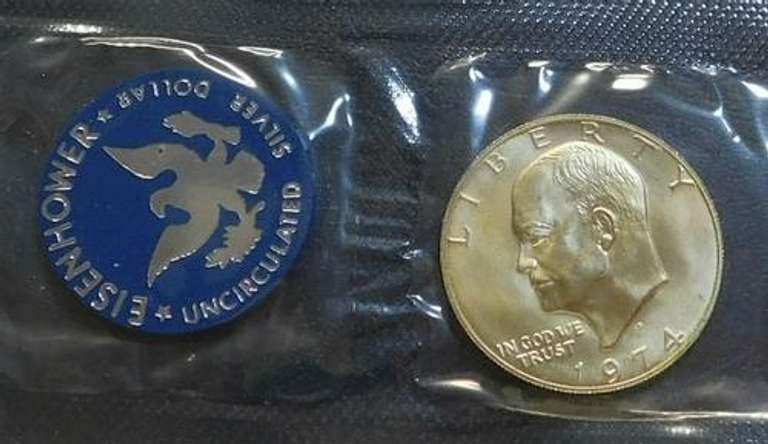 EISENHOWER
SILVER DOLLAR
UNCIRCULATED
LIBERTY
IN GOD WE
TRUST
1974